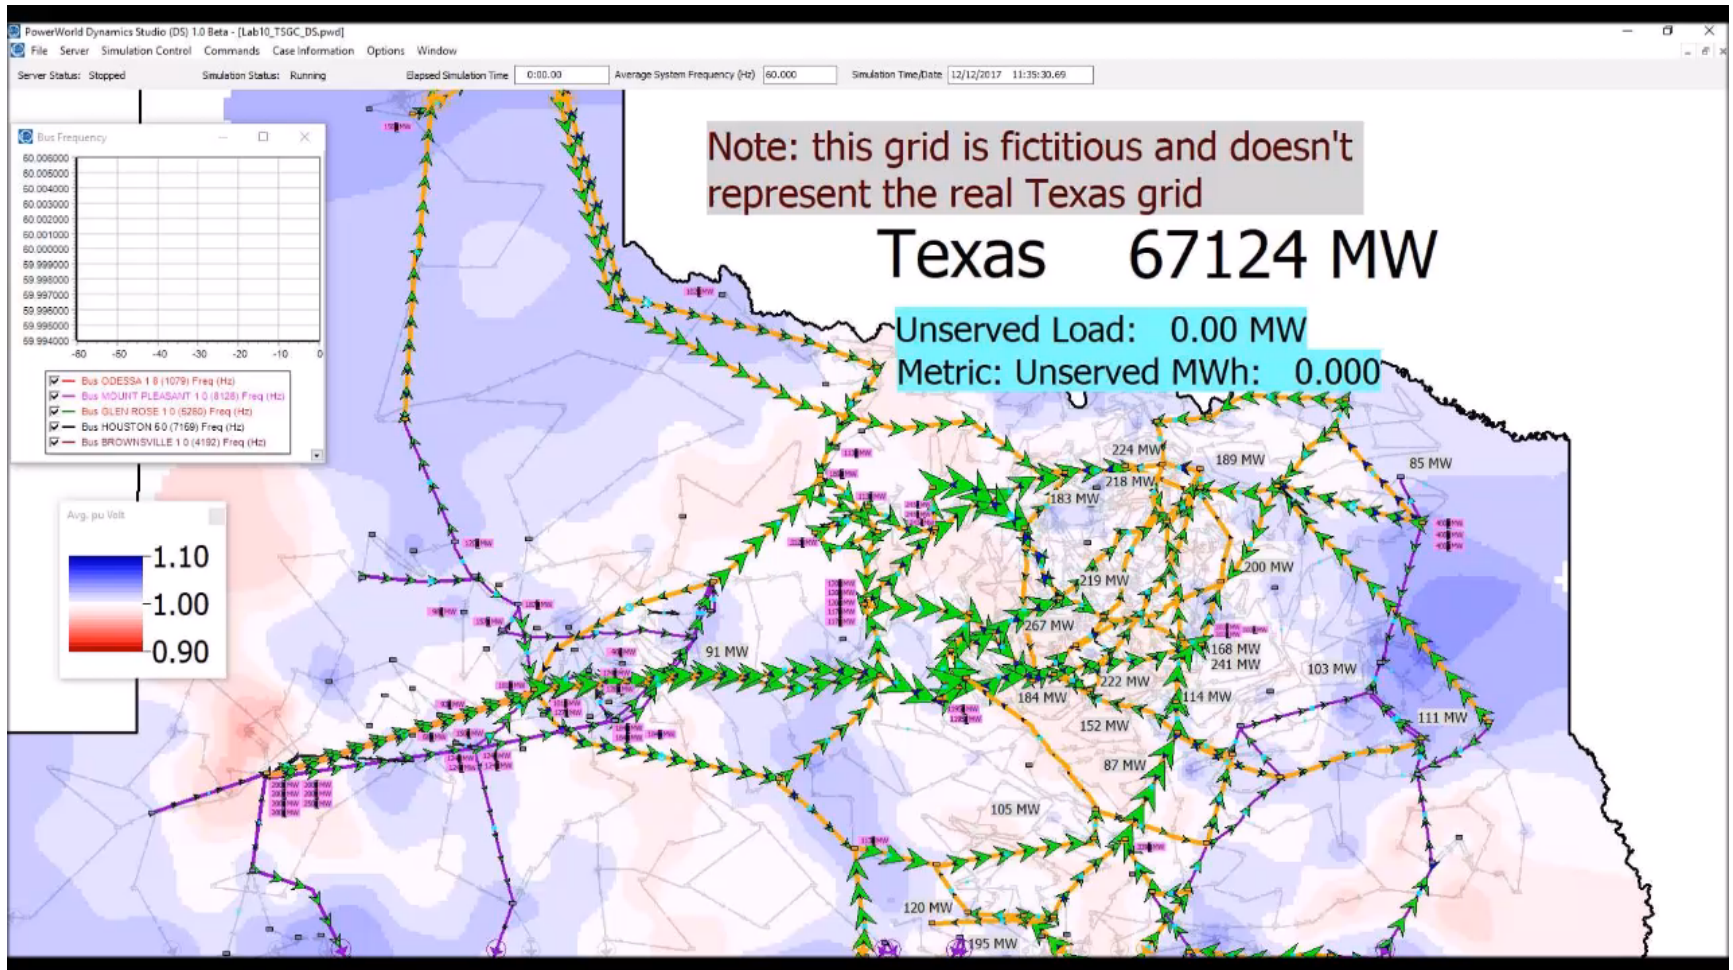 PowerWorld Dynamics Studio (DS) 1.0 Beta - [Lab10_TSGC_DS.pwd]
File Server Simulation Control Commands Case Information Options Window
Server Status: Stopped Simulation Status: Running Elapsed Simulation Time 0:00.00 Average System Frequency (Hz) 60.000 Simulation Time/Date 12/12/2017 11:35:30.69
Bus Frequency
60.006000
60.005000
60.004000
60.003000
60.002000
60.001000
60.000000
59.999000
59.998000
59.997000
59.996000
59.995000
59.994000
-60 -50 -40 -30 -20 -10 0
Bus ODESSA 1 8 (1079) Freq (Hz)
Bus MOUNT PLEASANT 1 0 (8126) Freq (Hz)
Bus GLEN ROSE 1 0 (5260) Freq (Hz)
Bus HOUSTON 5 0 (7159) Freq (Hz)
Bus BROWNSVILLE 1 0 (4192) Freq (Hz)
Note: this grid is fictitious and doesn't
represent the real Texas grid
Texas 67124 MW
Unserved Load: 0.00 MW
Metric: Unserved MWh: 0.000
Avg. pu Volt
1.10
1.00
0.90
224 MW
189 MW
85 MW
218 MW
183 MW
200 MW
219 MW
267 MW
91 MW
168 MW
241 MW
103 MW
222 MW
184 MW
114 MW
111 MW
152 MW
87 MW
105 MW
120 MW
195 MW